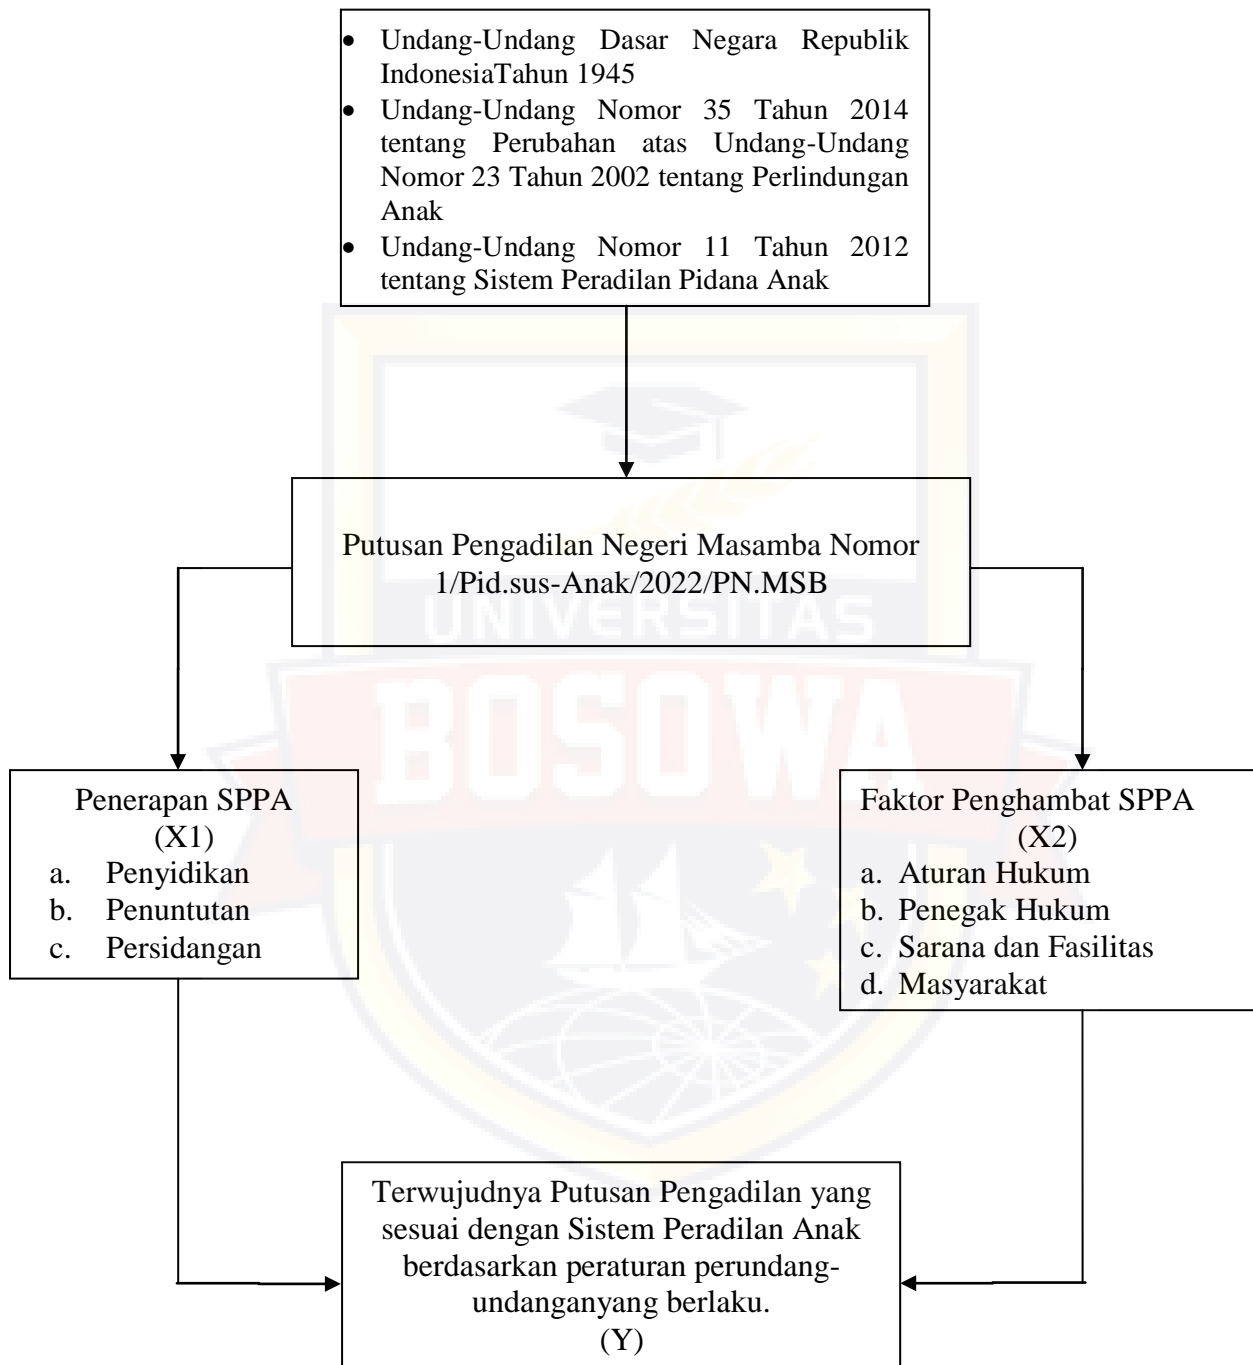 • Undang-Undang Dasar Negara Republik
IndonesiaTahun 1945
• Undang-Undang Nomor 35 Tahun 2014
tentang Perubahan atas Undang-Undang
Nomor 23 Tahun 2002 tentang Perlindungan
Anak
• Undang-Undang Nomor 11 Tahun 2012
tentang Sistem Peradilan Pidana Anak
Putusan Pengadilan Negeri Masamba Nomor
1/Pid.sus-Anak/2022/PN.MSB
UNIVERSITAS
BOSOWA
Penerapan SPPA
(X1)
a. Penyidikan
b. Penuntutan
c. Persidangan
Faktor Penghambat SPPA
(X2)
a. Aturan Hukum
b. Penegak Hukum
c. Sarana dan Fasilitas
d. Masyarakat
Terwujudnya Putusan Pengadilan yang
sesuai dengan Sistem Peradilan Anak
berdasarkan peraturan perundang-
undanganyang berlaku.
(Y)